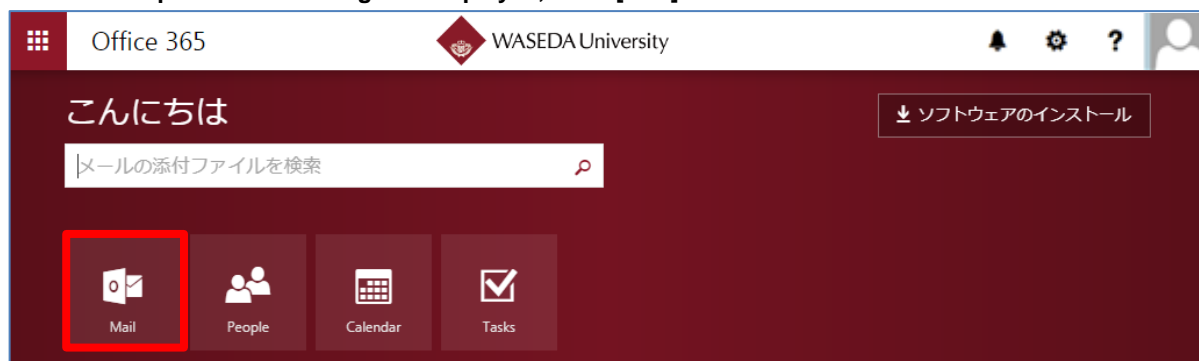 Office 365
WASEDA University
?
こんにちは
ソフトウェアのインストール
メールの添付ファイルを検索
Mail
People
Calendar
Tasks